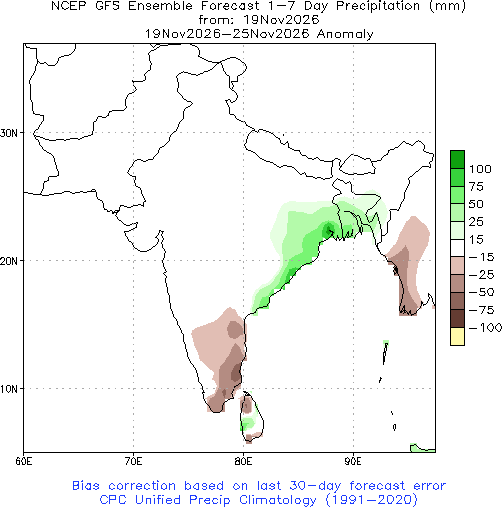 NCEP GFS Ensemble Forecast 1−7 Day Precipitation (mm)
from: 19Nov2026
19Nov2026−25Nov2026 Anomaly
30N
20N
10N
60E
70E
80E
90E
100
75
50
25
15
−15
−25
−50
−75
−100
Bias correction based on last 30−day forecast error
CPC Unified Precip Climatology (1991−2020)